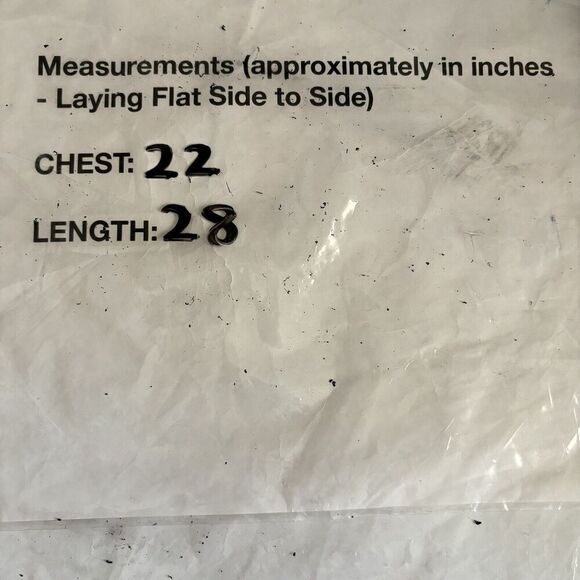 Measurements (approximately in inches
- Laying Flat Side to Side)
CHEST: 22
LENGTH: 28